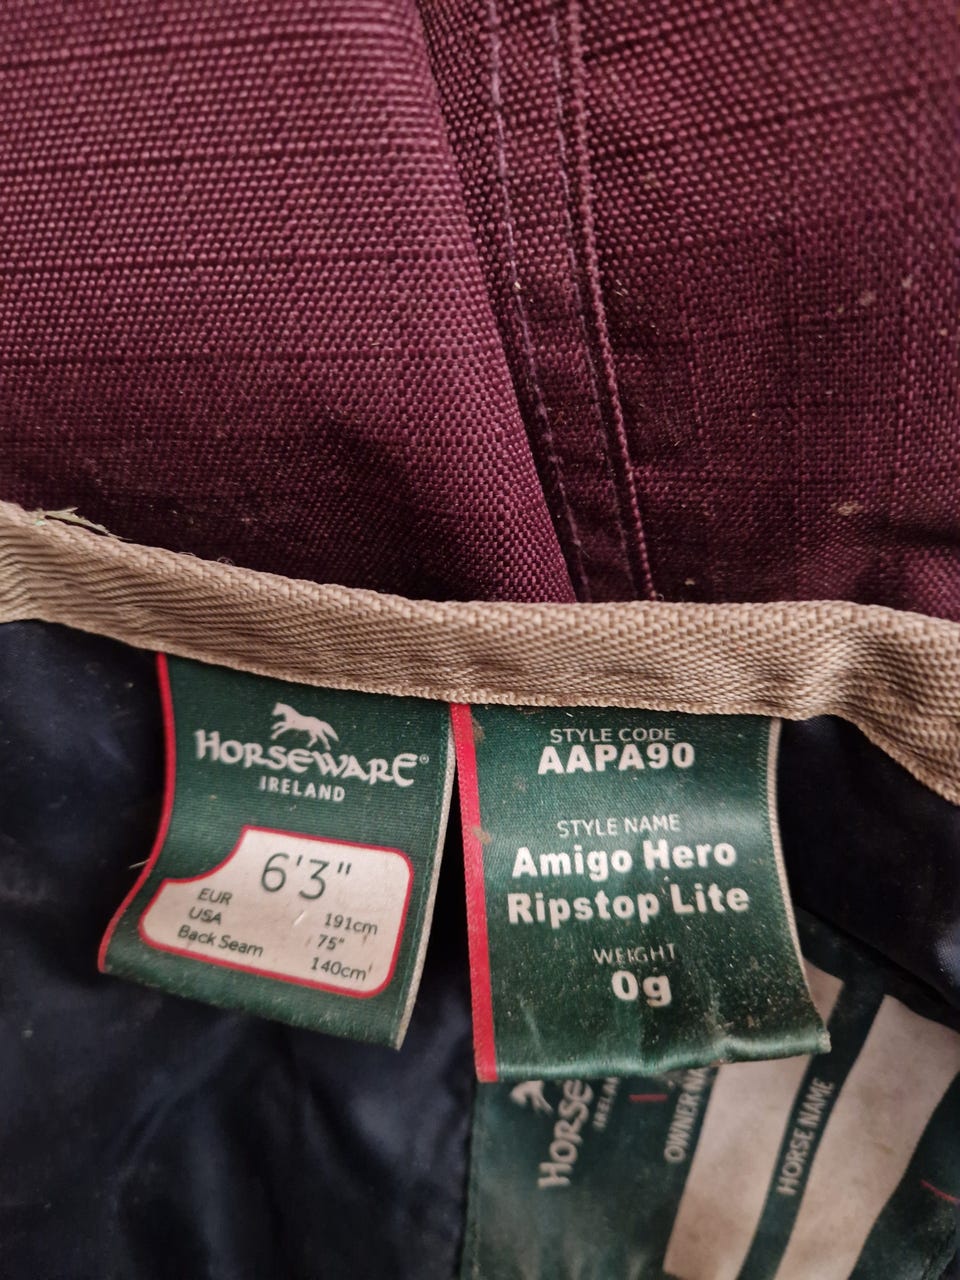 HORSEWARE®
IRELAND
6'3"
EUR 191cm
USA 75"
Back Seam 140cm
STYLE CODE
AAPA90
STYLE NAME
Amigo Hero
Ripstop Lite
WEIGHT
0g
HORSE
OWNER
HORSE NAME